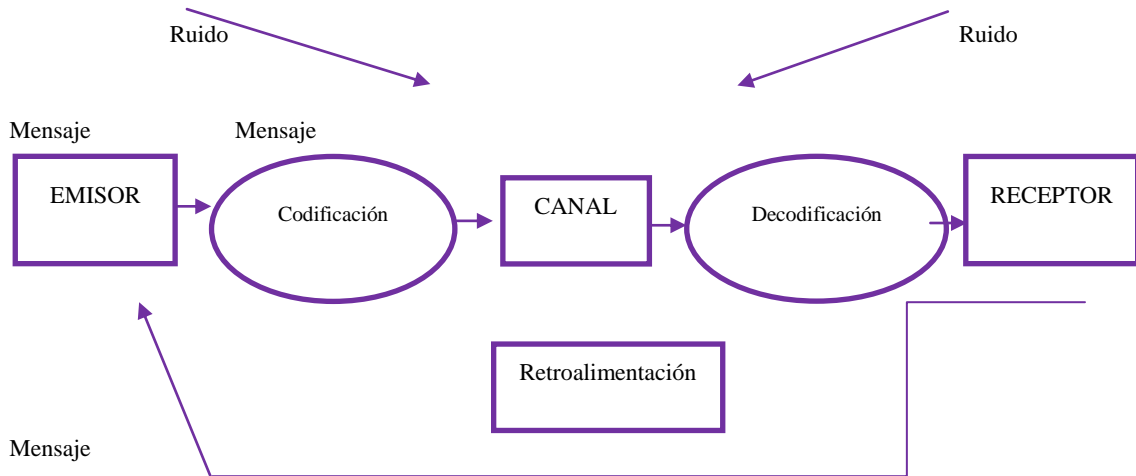 Ruido
Ruido
Mensaje
Mensaje
EMISOR
Codificación
CANAL
Decodificación
RECEPTOR
Retroalimentación
Mensaje